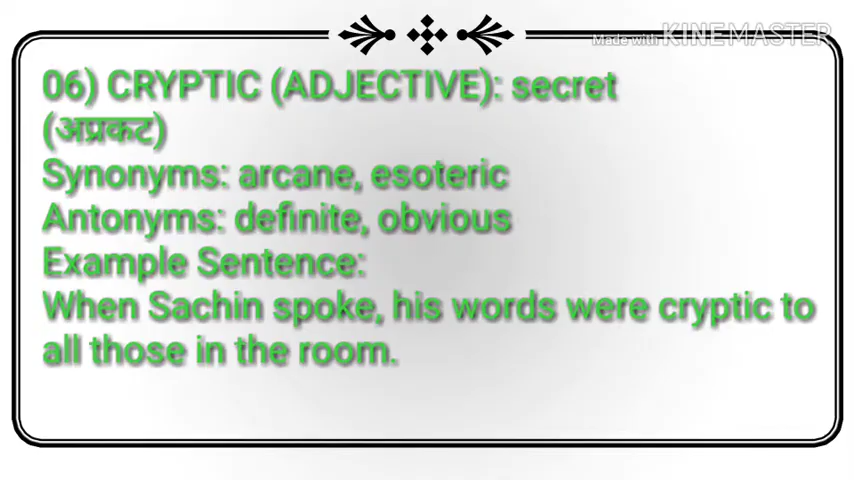 Made with KINEMASTER
06) CRYPTIC (ADJECTIVE): secret
(अप्रकट)
Synonyms: arcane, esoteric
Antonyms: definite, obvious
Example Sentence:
When Sachin spoke, his words were cryptic to
all those in the room.